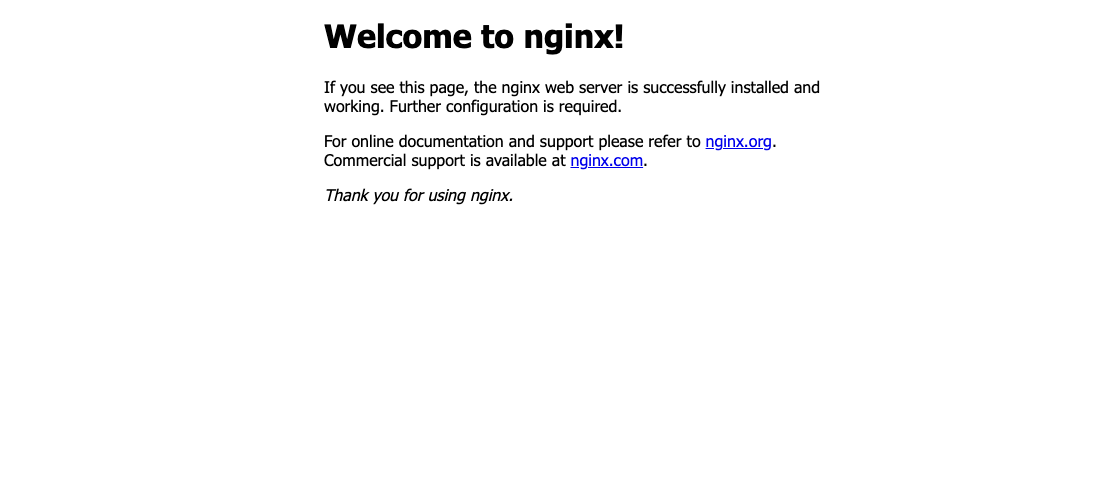 Welcome to nginx!
If you see this page, the nginx web server is successfully installed and
working. Further configuration is required.
For online documentation and support please refer to nginx.org.
Commercial support is available at nginx.com.
Thank you for using nginx.